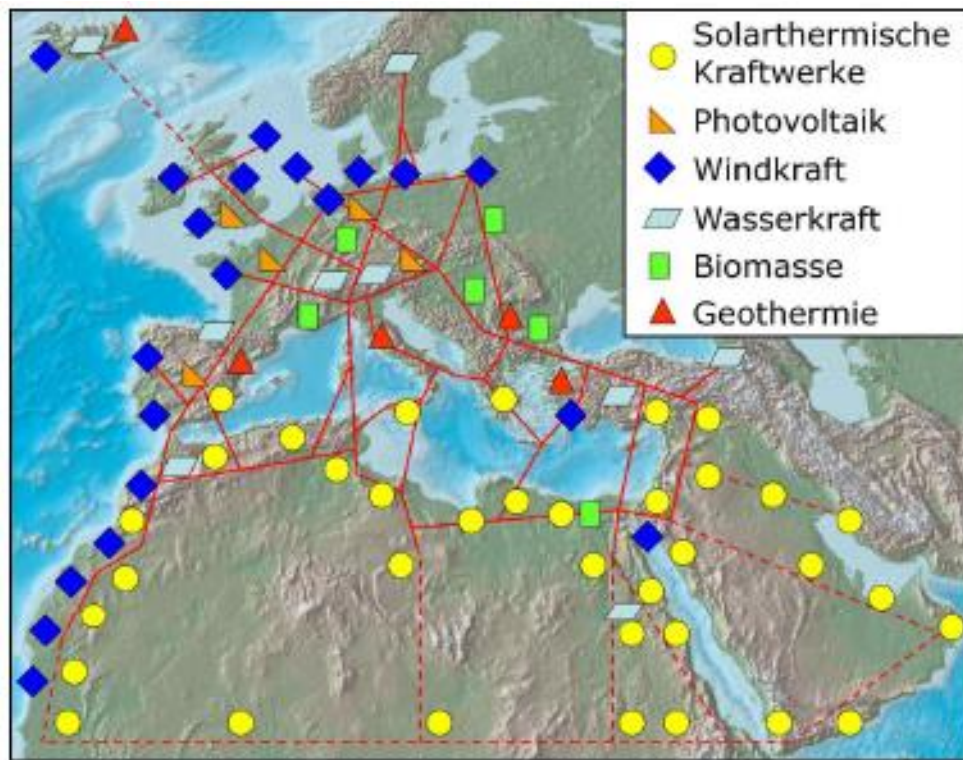 Solarthermische
Kraftwerke
Photovoltaik
Windkraft
Wasserkraft
Biomasse
Geothermie